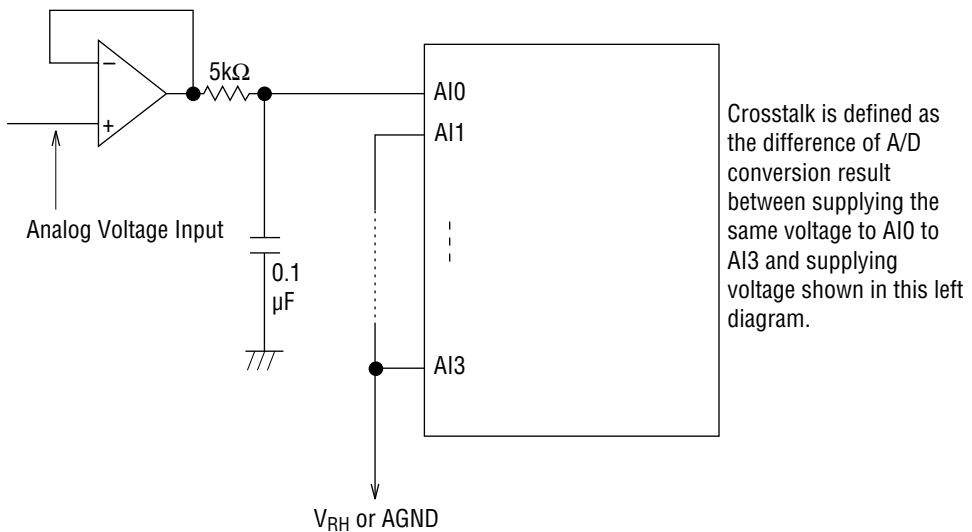 −
+
5kΩ
Analog Voltage Input
0.1
µF
AI0
AI1
AI3
V_RH or AGND
Crosstalk is defined as
the difference of A/D
conversion result
between supplying the
same voltage to AI0 to
AI3 and supplying
voltage shown in this left
diagram.